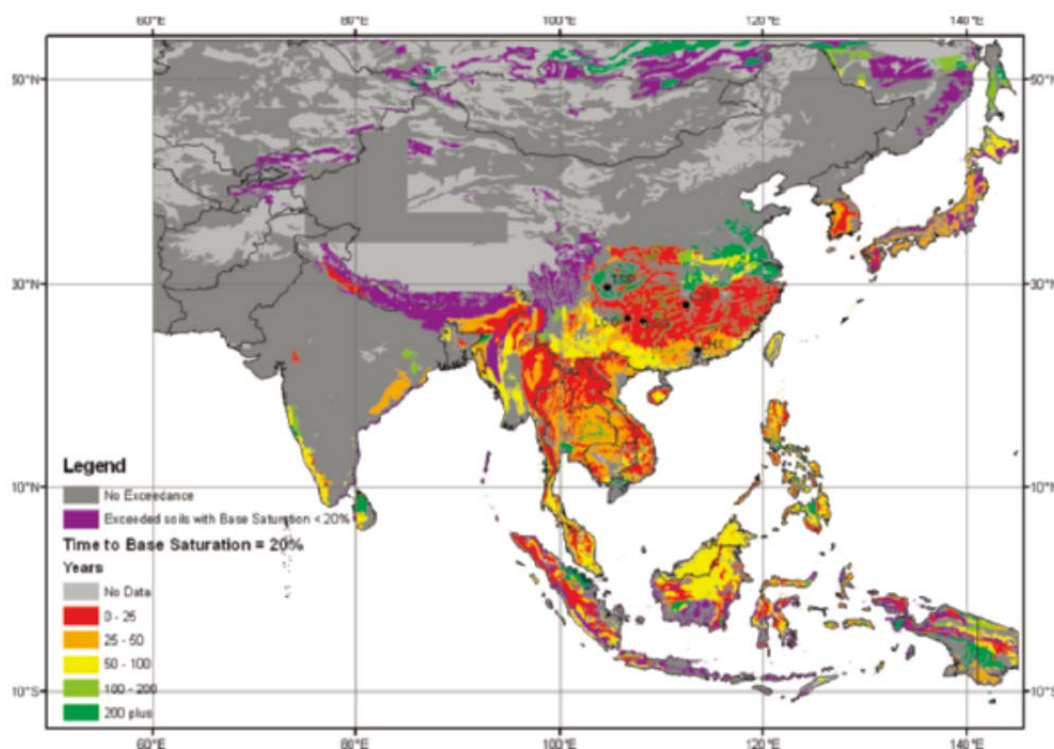 60°E 80°E 100°E 120°E 140°E
50°N 50°N
30°N 30°N
10°N 10°N
10°S 10°S
Legend
No Exceedance
Exceeded soils with Base Saturation <20%
Time to Base Saturation = 20%
Years
No Data
0 - 25
25 - 50
50 - 100
100 - 200
200 plus
60°E 80°E 100°E 120°E 140°E